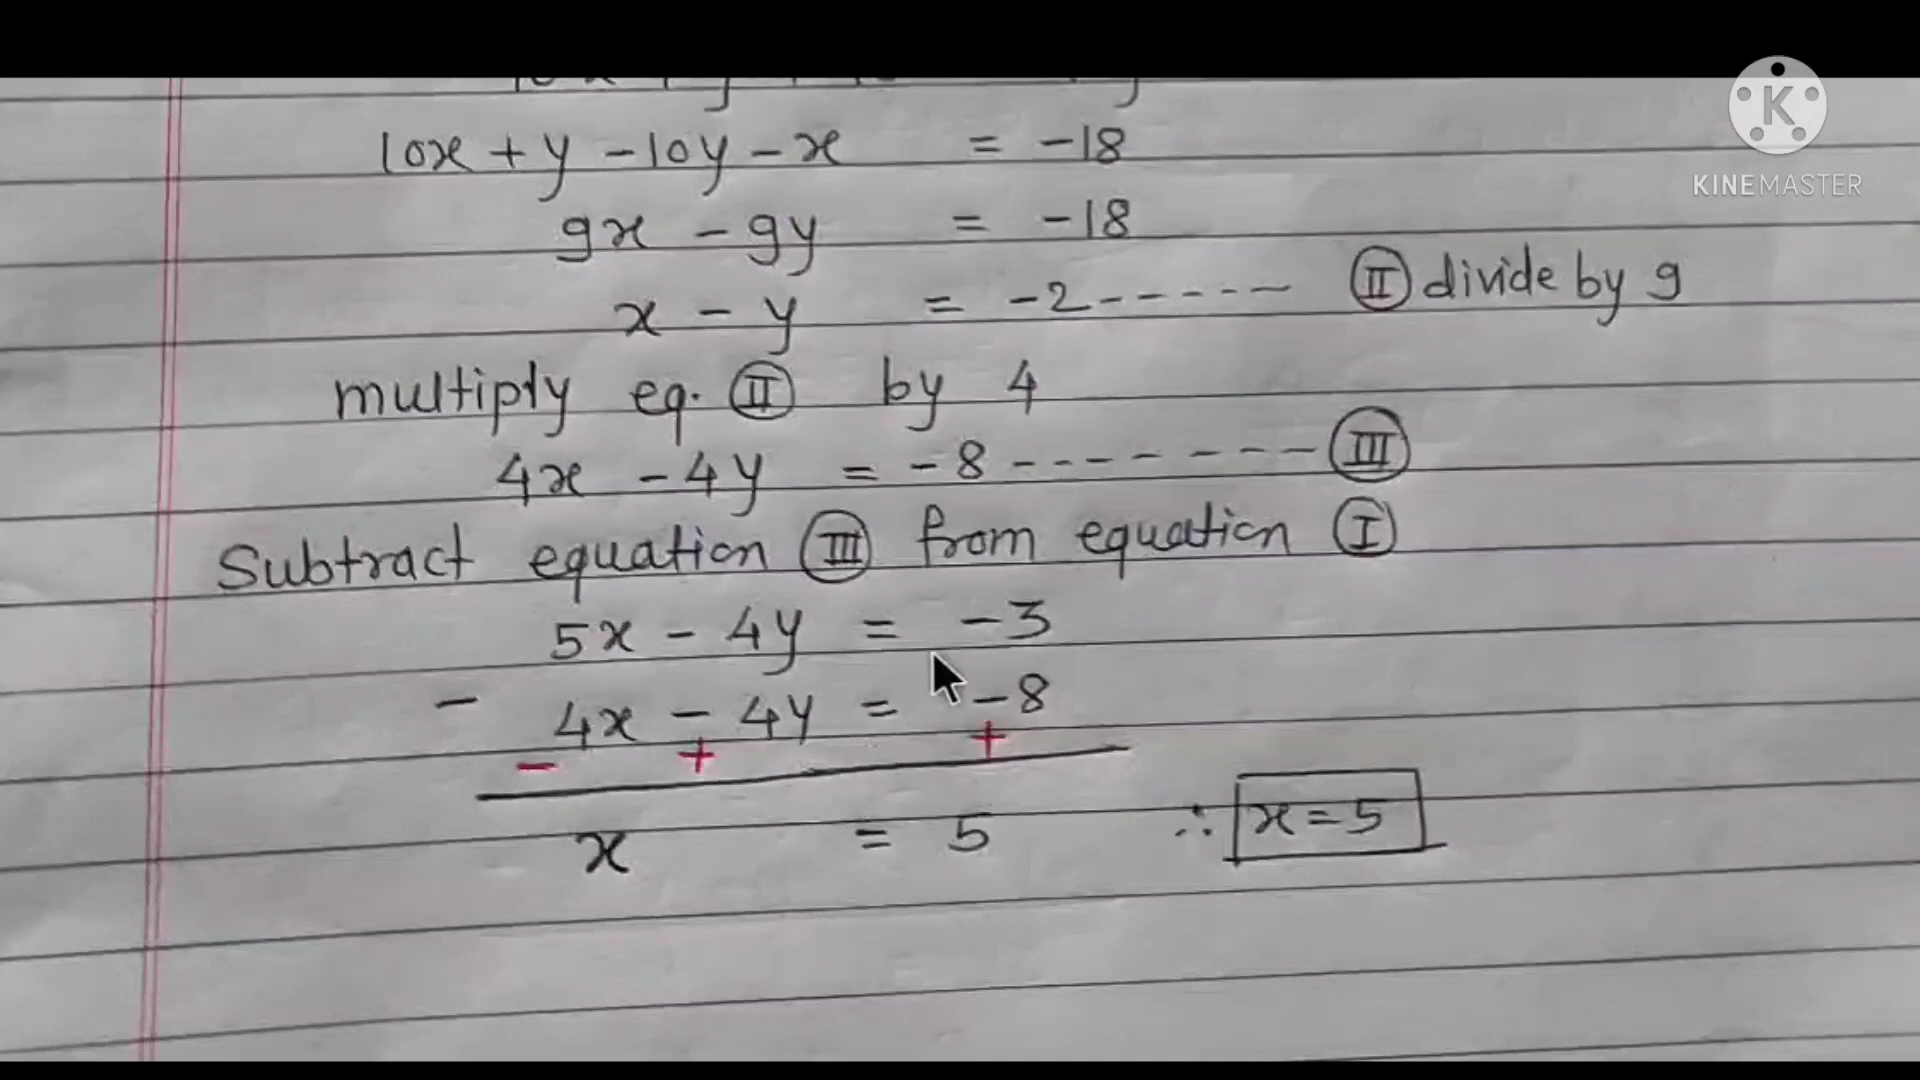 KINEMASTER
10x + y - 10y - x = -18
9x - 9y = -18
x - y = -2 ------ (II) divide by 9
multiply eq. (II) by 4
4x - 4y = -8 -------- (III)
Subtract equation (III) from equation (I)
5x - 4y = -3
- 4x - 4y = -8
- + +
x = 5 ∴ x = 5